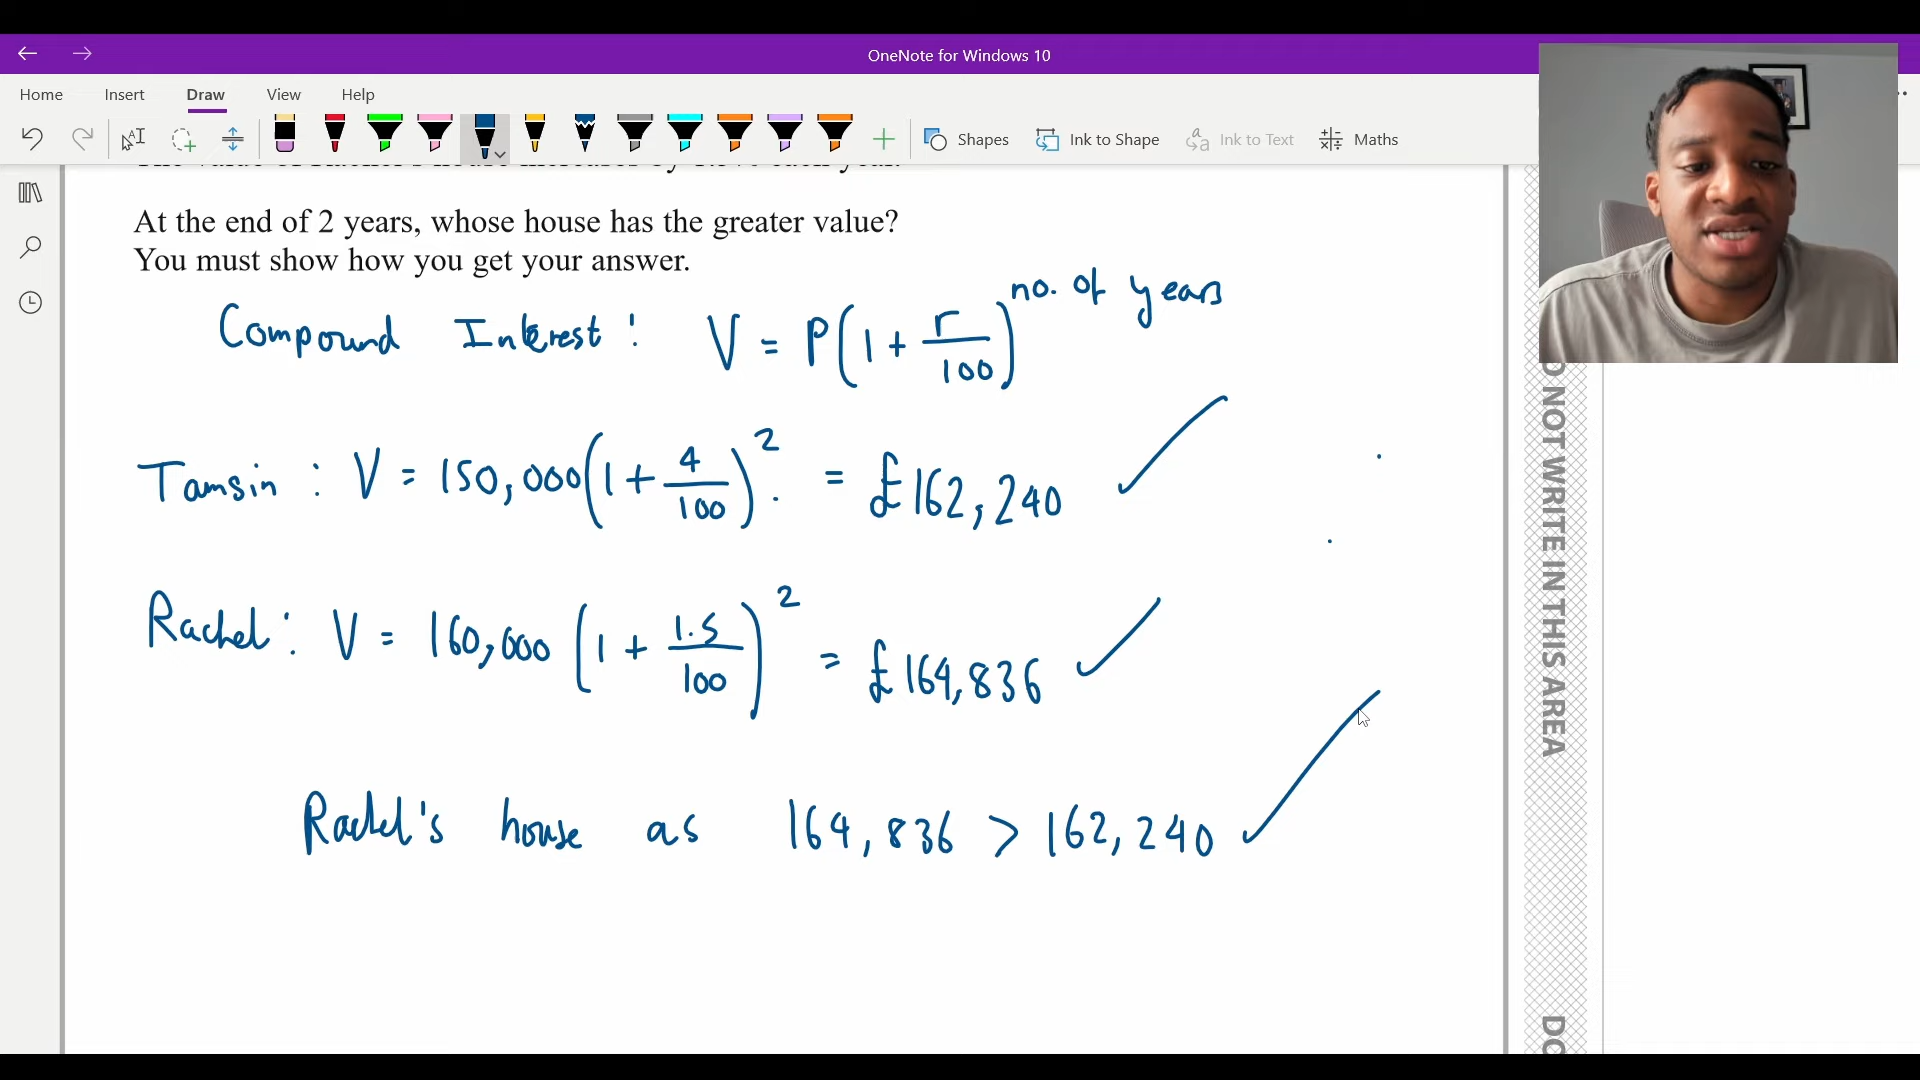 OneNote for Windows 10
Home Insert Draw View Help
Shapes Ink to Shape Ink to Text Maths
At the end of 2 years, whose house has the greater value?
You must show how you get your answer.
Compound Interest: V = P(1 + r/100)^no. of years
Tamsin : V = 150,000(1 + 4/100)^2 = £162,240
Rachel: V = 160,000 (1 + 1.5/100)^2 = £164,836
Rachel's house as 164,836 > 162,240
NOT WRITE IN THIS AREA